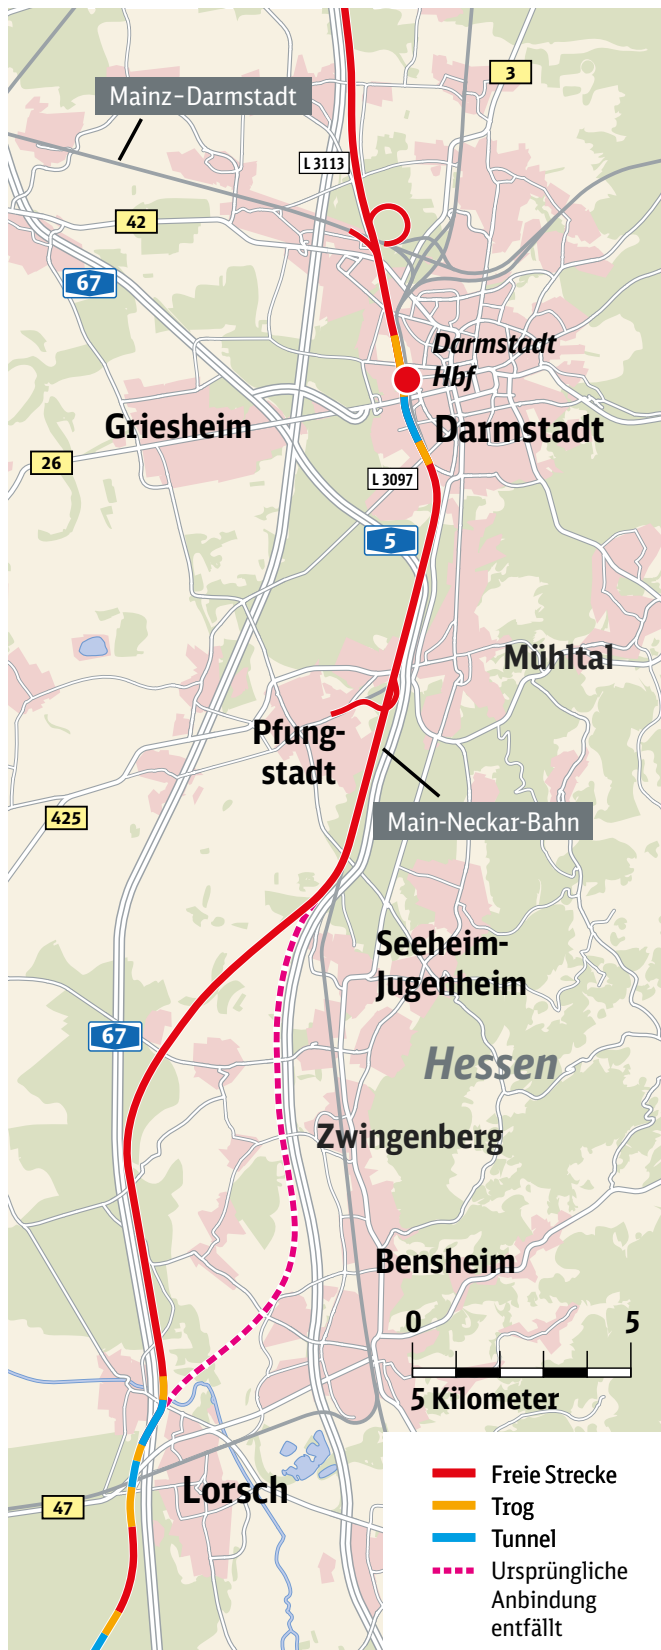 3
Mainz-Darmstadt
L 3113
42
67
Darmstadt
Hbf
Griesheim
Darmstadt
26
L 3097
5
Mühltal
Pfung-
stadt
425
Main-Neckar-Bahn
Seeheim-
Jugenheim
67
Hessen
Zwingenberg
Bensheim
0 5
5 Kilometer
Lorsch
47
Freie Strecke
Trog
Tunnel
Ursprüngliche
Anbindung
entfällt